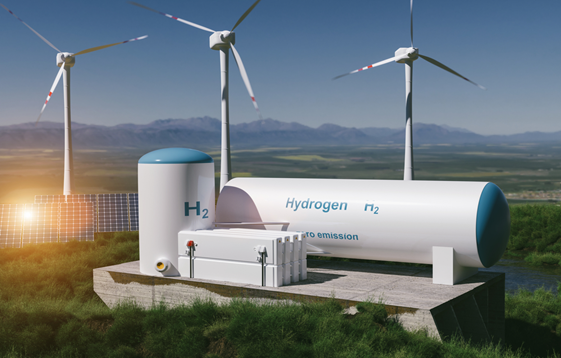 H₂
Hydrogen H₂
ro emission